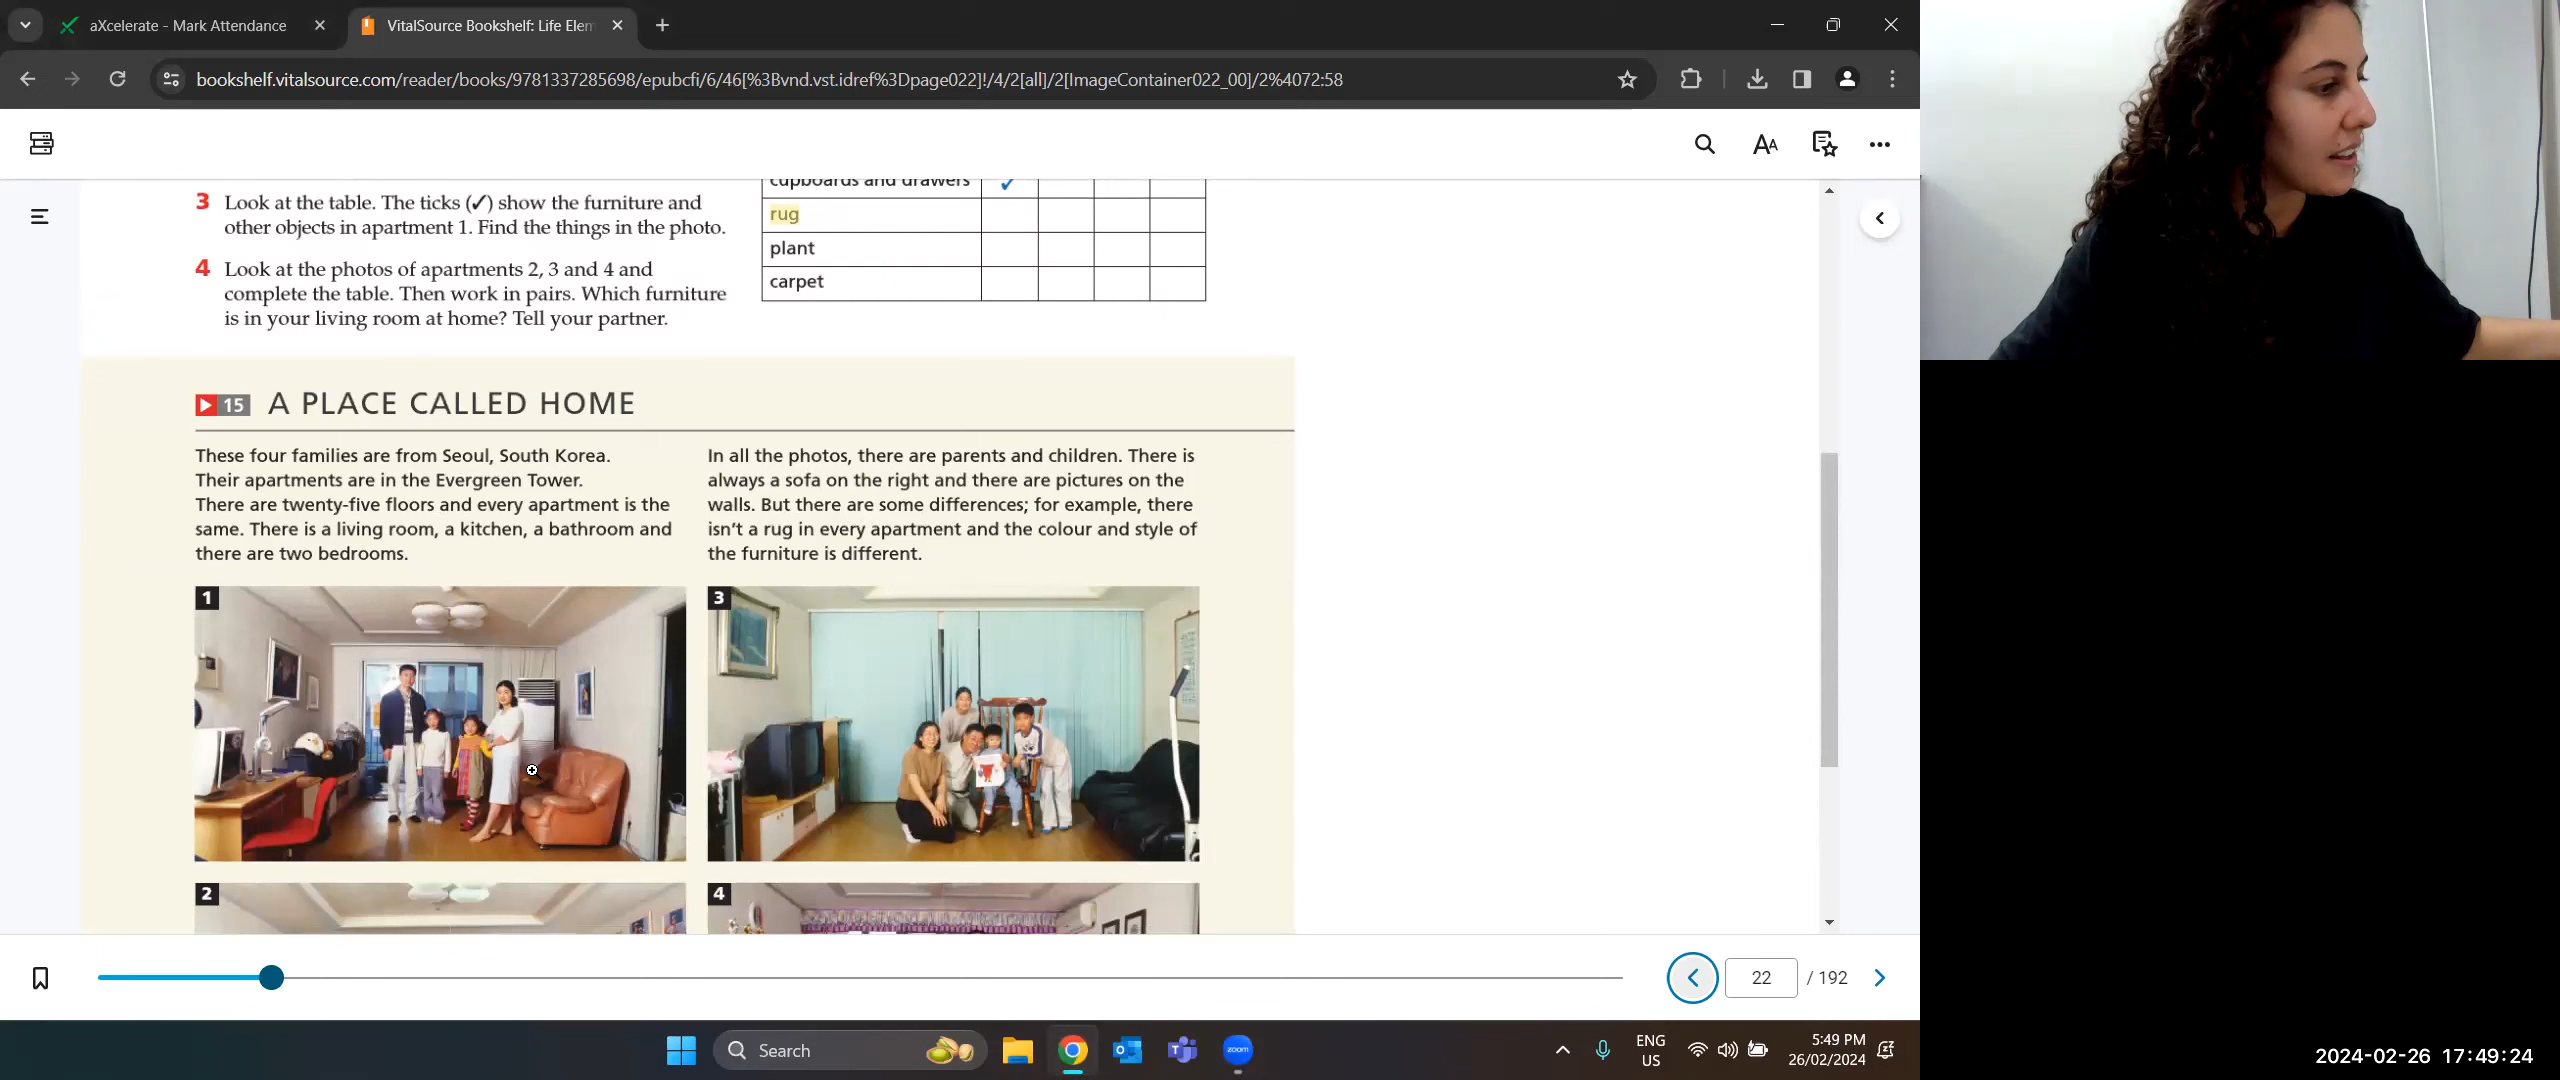 aXcelerate - Mark Attendance
VitalSource Bookshelf: Life Elem
bookshelf.vitalsource.com/reader/books/9781337285698/epubcfi/6/46[%3Bvnd.vst.idref%3Dpage022]!/4/2[all]/2[ImageContainer022_00]/2%4072:58
3 Look at the table. The ticks (✓) show the furniture and
other objects in apartment 1. Find the things in the photo.
4 Look at the photos of apartments 2, 3 and 4 and
complete the table. Then work in pairs. Which furniture
is in your living room at home? Tell your partner.
cupboards and drawers ✓
rug
plant
carpet
15 A PLACE CALLED HOME
These four families are from Seoul, South Korea.
Their apartments are in the Evergreen Tower.
There are twenty-five floors and every apartment is the
same. There is a living room, a kitchen, a bathroom and
there are two bedrooms.
In all the photos, there are parents and children. There is
always a sofa on the right and there are pictures on the
walls. But there are some differences; for example, there
isn't a rug in every apartment and the colour and style of
the furniture is different.
1
3
2
4
22 / 192
Search
zoom
ENG
US
5:49 PM
26/02/2024
2024-02-26 17:49:24